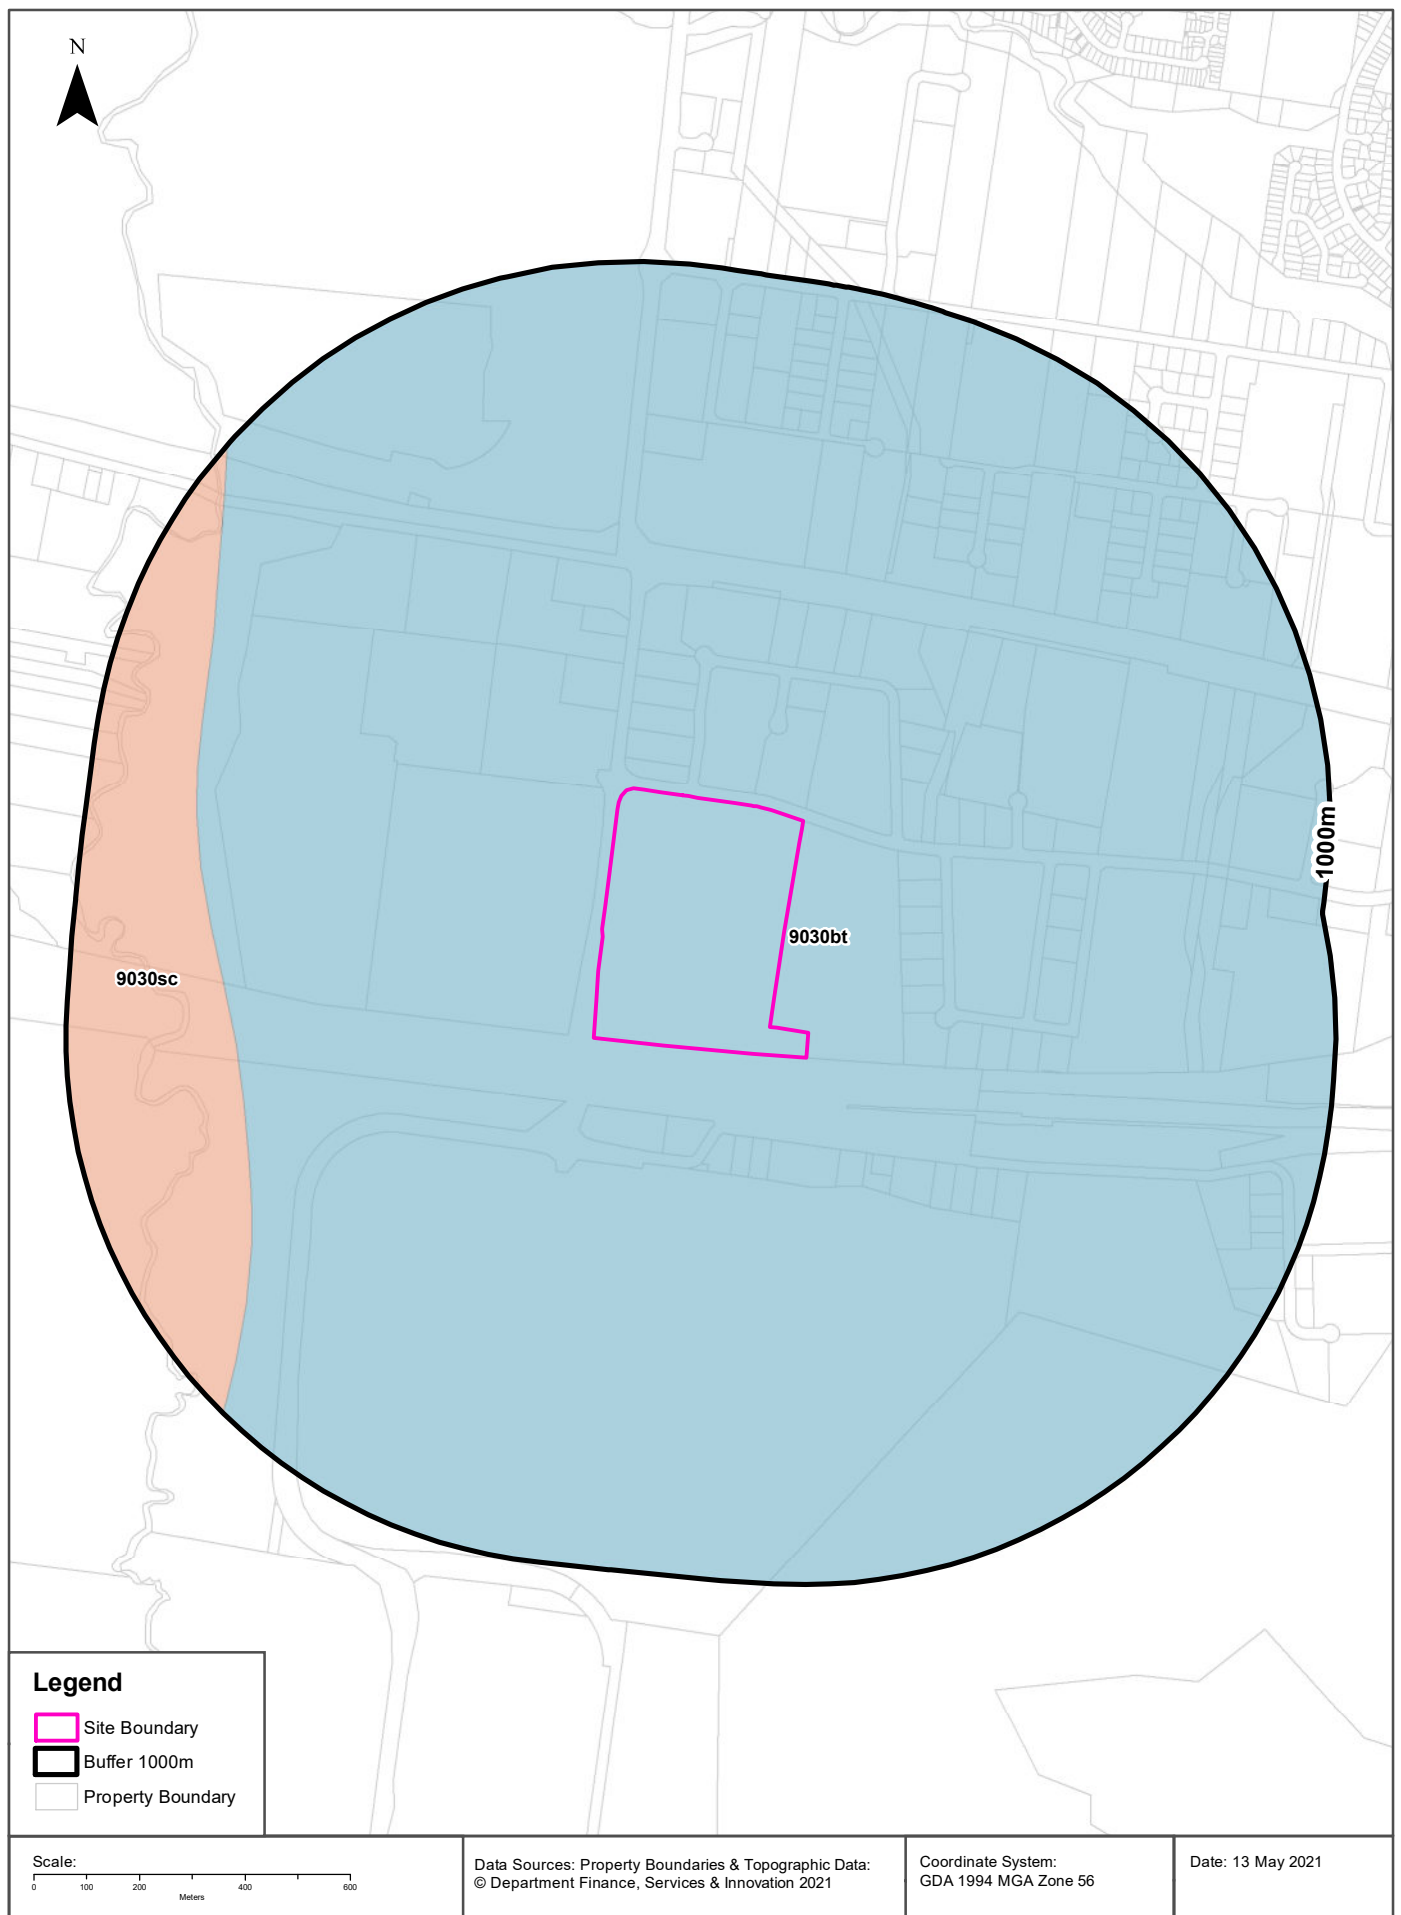 N
1000m
9030bt
9030sc
Legend
Site Boundary
Buffer 1000m
Property Boundary
Scale:
0 100 200 400 600
Meters
Data Sources: Property Boundaries & Topographic Data:
© Department Finance, Services & Innovation 2021
Coordinate System:
GDA 1994 MGA Zone 56
Date: 13 May 2021